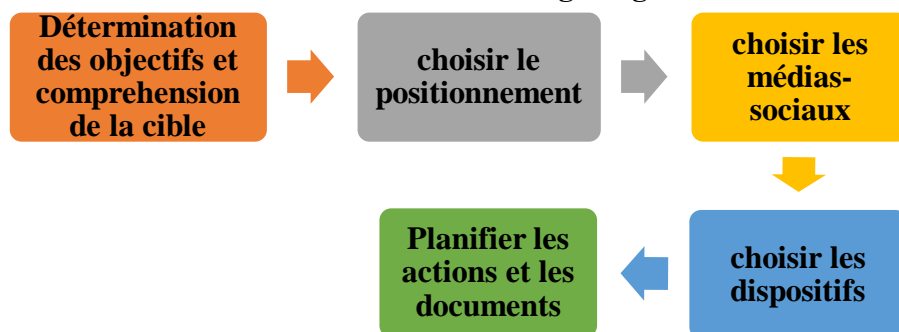 Détermination
des objectifs et
comprehension
de la cible
choisir le
positionnement
choisir les
médias-
sociaux
choisir les
dispositifs
Planifier les
actions et les
documents